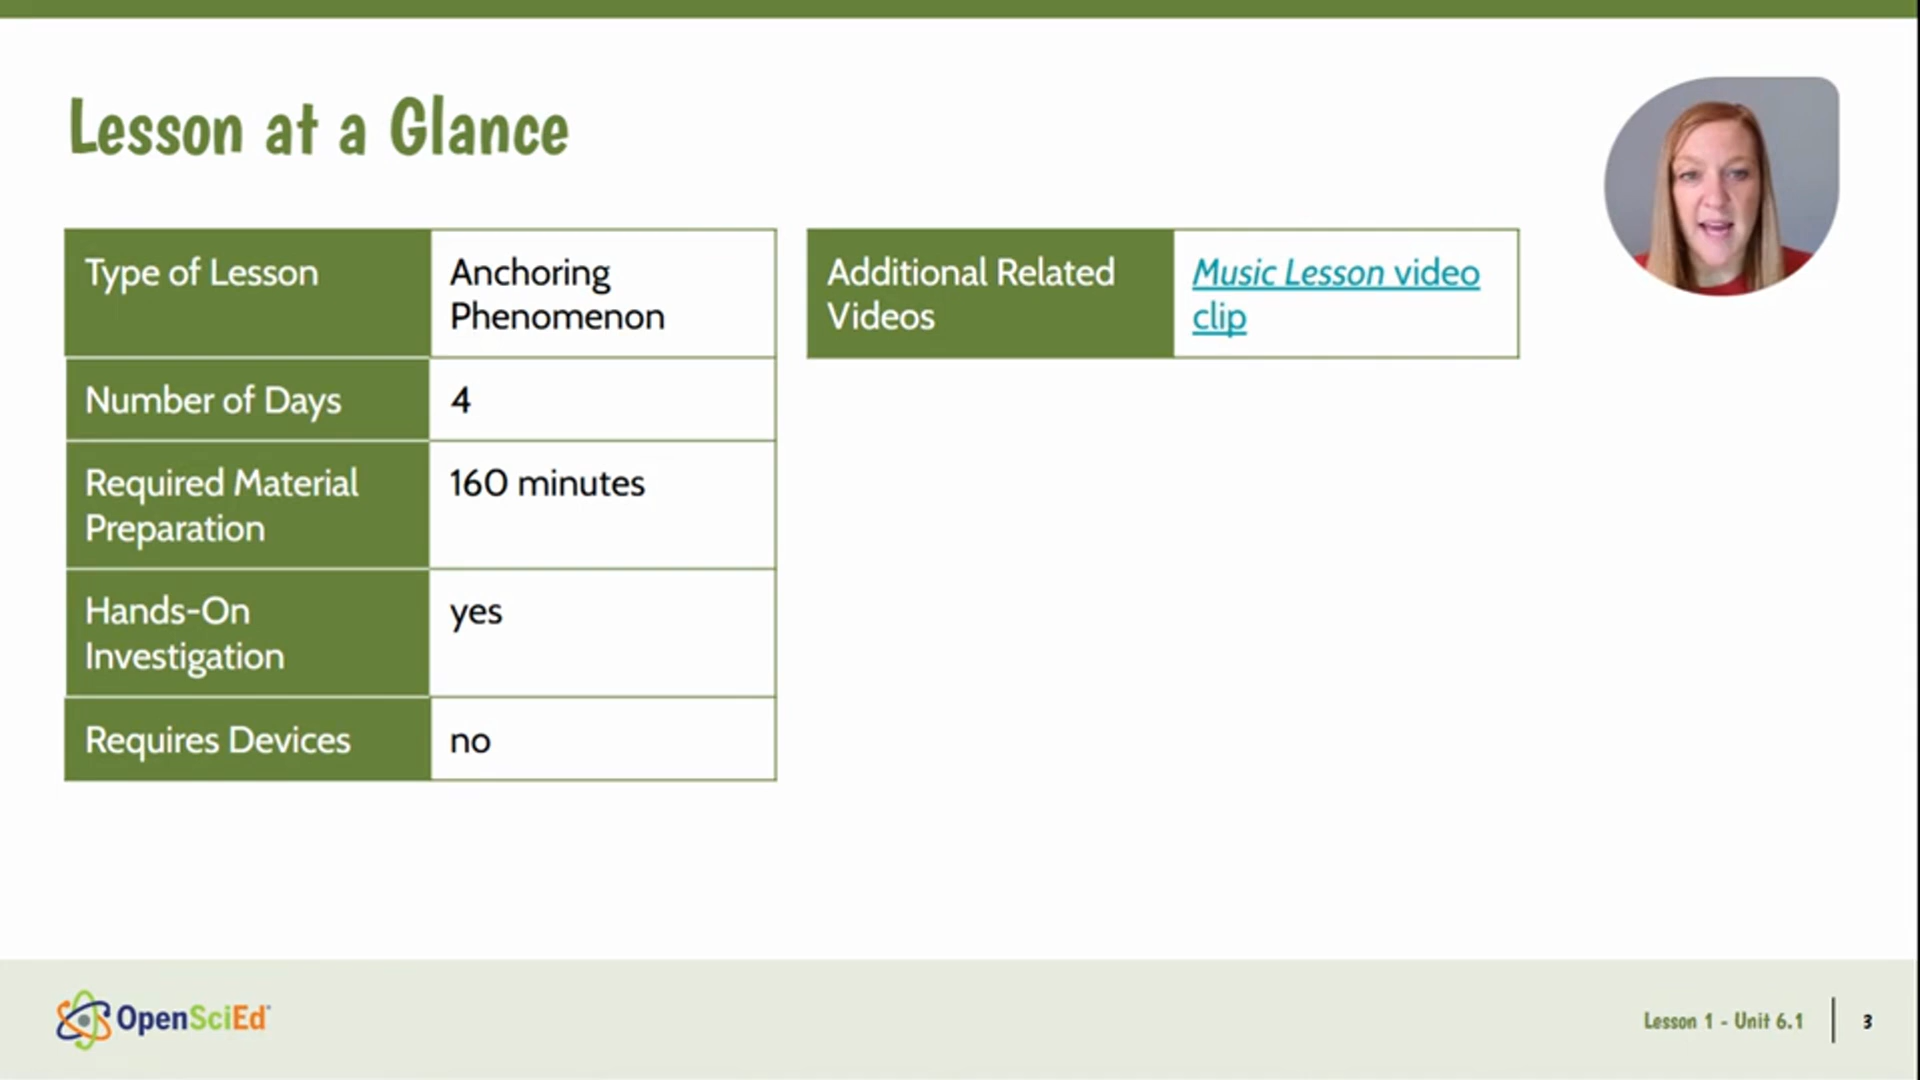 Lesson at a Glance
Type of Lesson
Anchoring
Phenomenon
Number of Days
4
Required Material
Preparation
160 minutes
Hands-On
Investigation
yes
Requires Devices
no
Additional Related
Videos
Music Lesson video
clip
OpenSciEd
Lesson 1 - Unit 6.1
3